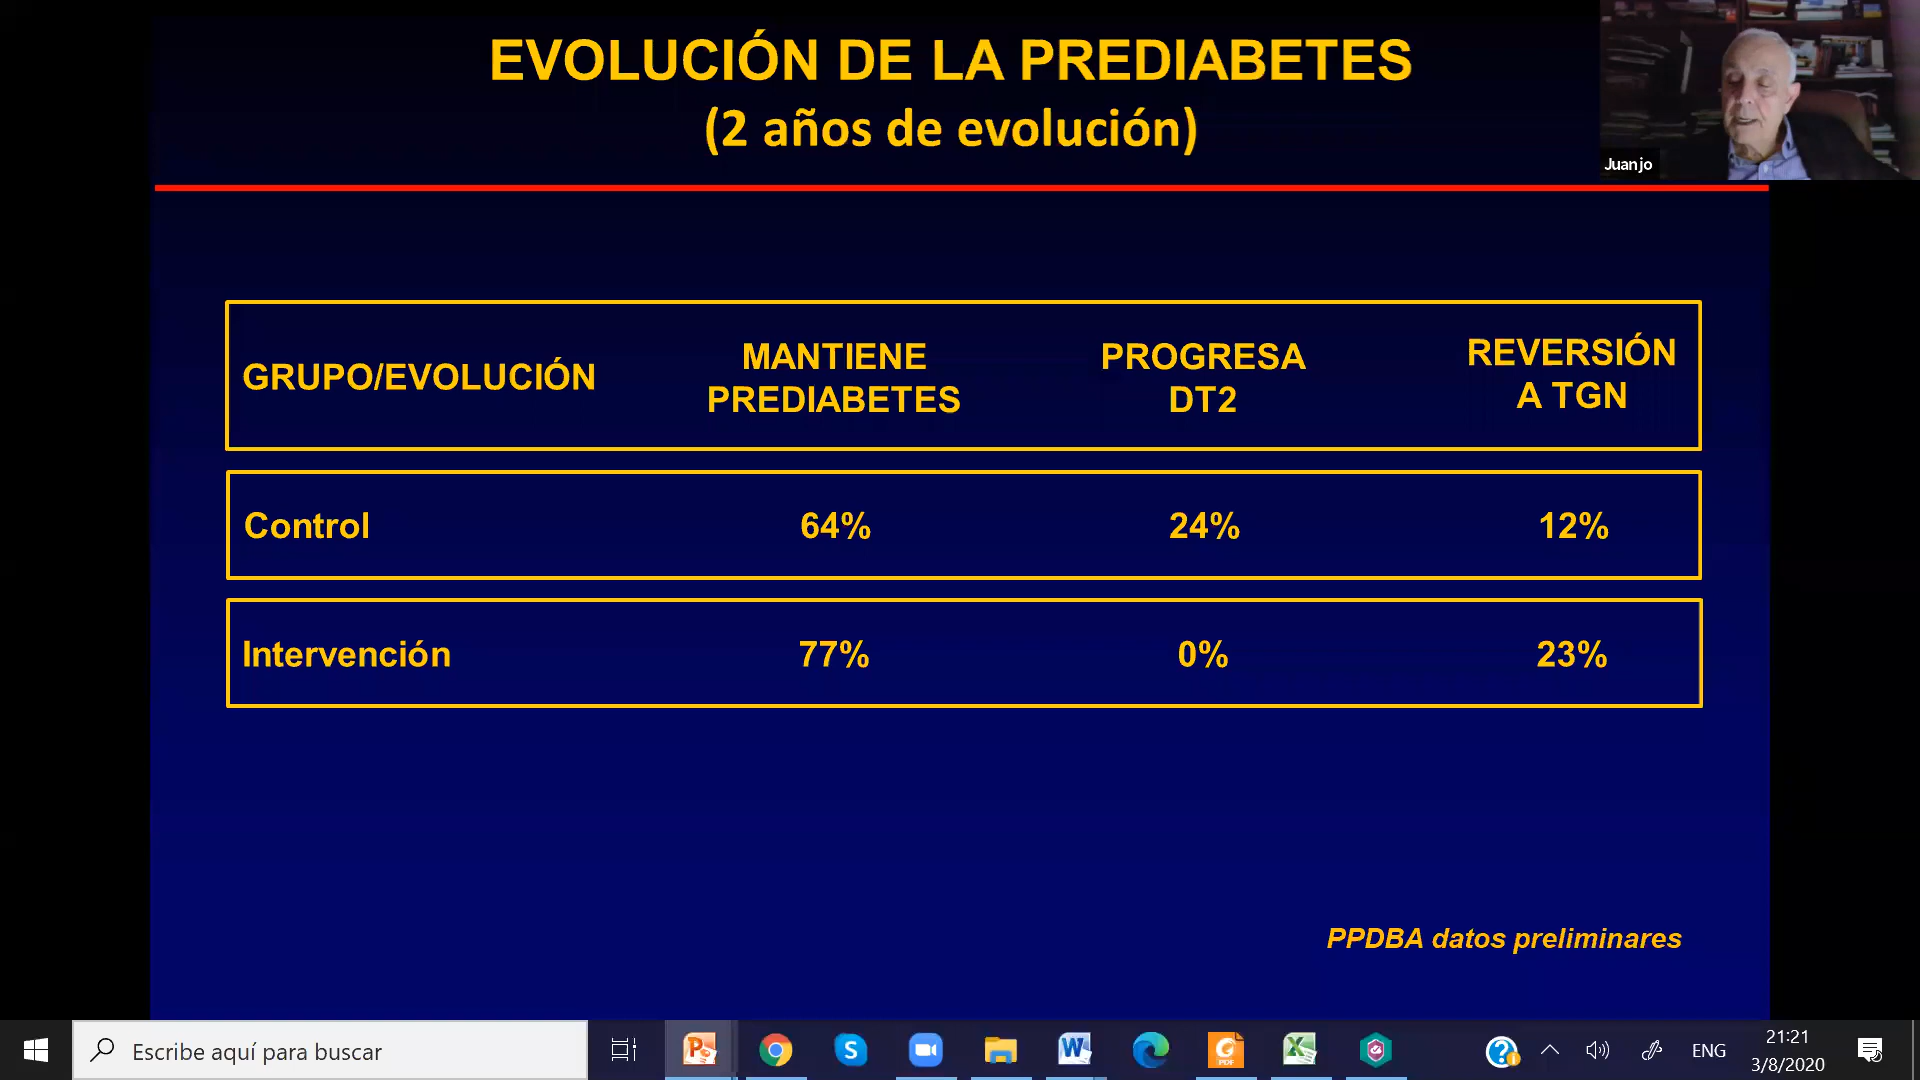 EVOLUCIÓN DE LA PREDIABETES
(2 años de evolución)
Juanjo
GRUPO/EVOLUCIÓN
MANTIENE
PREDIABETES
PROGRESA
DT2
REVERSIÓN
A TGN
Control 64% 24% 12%
Intervención 77% 0% 23%
PPDBA datos preliminares
Escribe aquí para buscar
ENG
21:21
3/8/2020